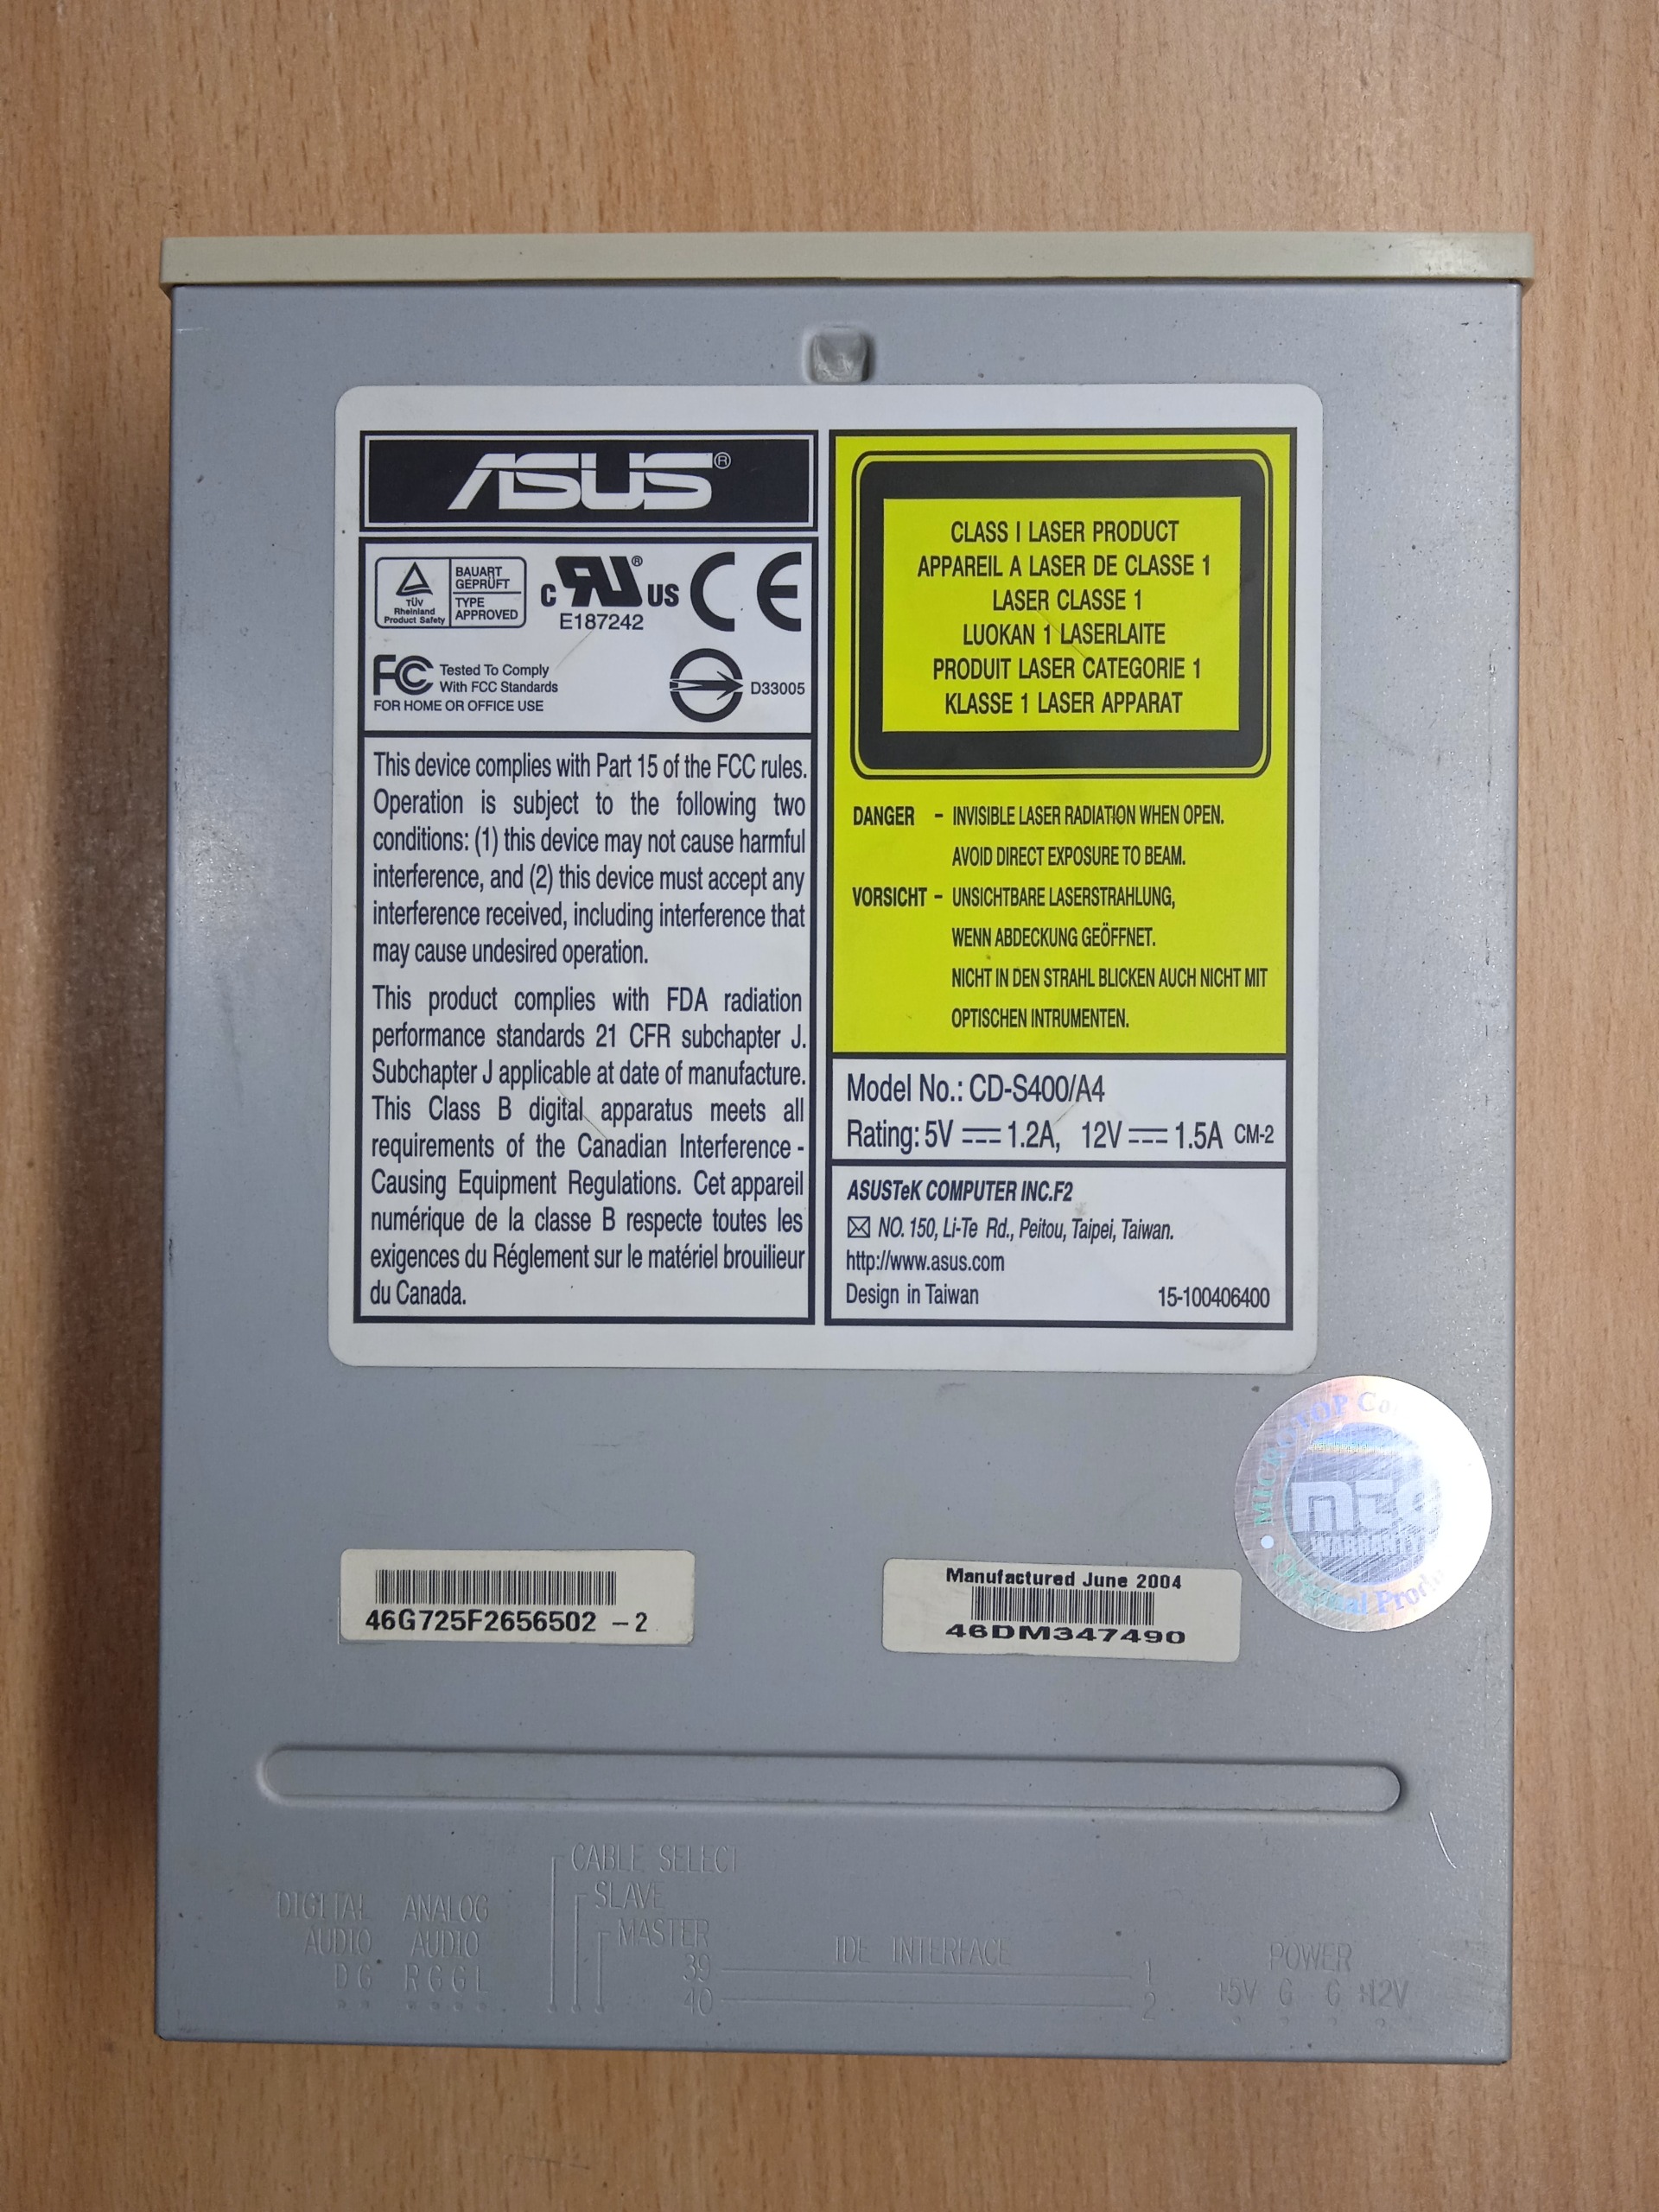 ASUS®
TÜV
Rheinland
Product Safety
BAUART
GEPRÜFT
TYPE
APPROVED
C RU® US
E187242
CE
FC Tested To Comply
With FCC Standards
FOR HOME OR OFFICE USE
D33005
This device complies with Part 15 of the FCC rules.
Operation is subject to the following two
conditions: (1) this device may not cause harmful
interference, and (2) this device must accept any
interference received, including interference that
may cause undesired operation.
This product complies with FDA radiation
performance standards 21 CFR subchapter J.
Subchapter J applicable at date of manufacture.
This Class B digital apparatus meets all
requirements of the Canadian Interference -
Causing Equipment Regulations. Cet appareil
numérique de la classe B respecte toutes les
exigences du Réglement sur le matériel brouilieur
du Canada.
CLASS I LASER PRODUCT
APPAREIL A LASER DE CLASSE 1
LASER CLASSE 1
LUOKAN 1 LASERLAITE
PRODUIT LASER CATEGORIE 1
KLASSE 1 LASER APPARAT
DANGER - INVISIBLE LASER RADIATION WHEN OPEN.
AVOID DIRECT EXPOSURE TO BEAM.
VORSICHT - UNSICHTBARE LASERSTRAHLUNG,
WENN ABDECKUNG GEÖFFNET.
NICHT IN DEN STRAHL BLICKEN AUCH NICHT MIT
OPTISCHEN INTRUMENTEN.
Model No.: CD-S400/A4
Rating: 5V ⎓ 1.2A, 12V ⎓ 1.5A CM-2
ASUSTeK COMPUTER INC.F2
NO. 150, Li-Te Rd., Peitou, Taipei, Taiwan.
http://www.asus.com
Design in Taiwan 15-100406400
WARRANTY
Original
46G725F2656502 -2
Manufactured June 2004
46DM347490
CABLE SELECT
SLAVE
MASTER
DIGITAL
AUDIO
D G
ANALOG
AUDIO
R G G L
39
40
IDE INTERFACE
1
2
POWER
+5V G G +12V